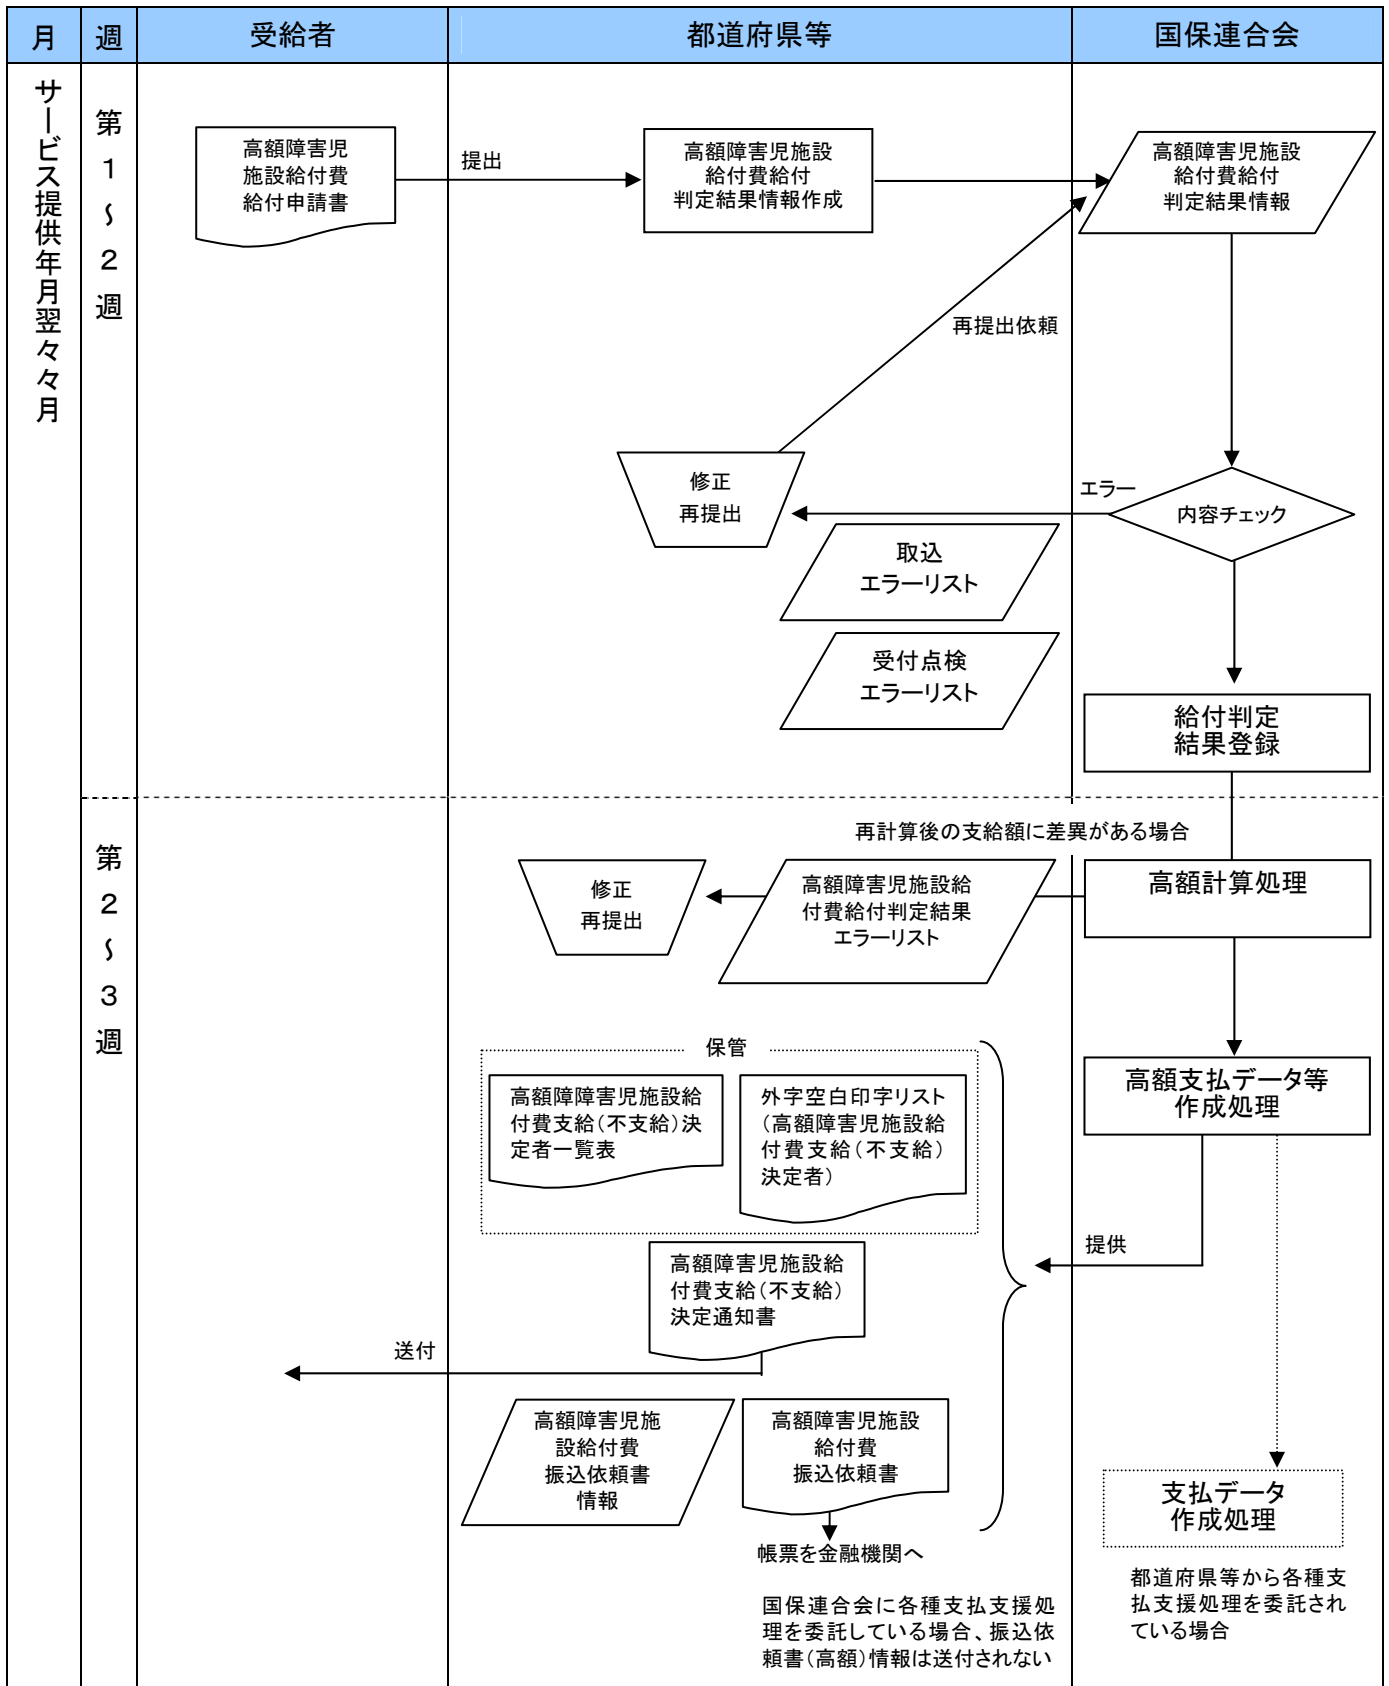 月
週
受給者
都道府県等
国保連合会
サービス提供年月翌々々月
第
1
～
2
週
高額障害児
施設給付費
給付申請書
提出
高額障害児施設
給付費給付
判定結果情報作成
高額障害児施設
給付費給付
判定結果情報
再提出依頼
修正
再提出
エラー
内容チェック
取込
エラーリスト
受付点検
エラーリスト
給付判定
結果登録
第
2
～
3
週
再計算後の支給額に差異がある場合
修正
再提出
高額障害児施設給
付費給付判定結果
エラーリスト
高額計算処理
保管
高額障障害児施設給
付費支給（不支給）決
定者一覧表
外字空白印字リスト
（高額障害児施設給
付費支給（不支給）
決定者）
高額支払データ等
作成処理
提供
高額障害児施設給
付費支給（不支給）
決定通知書
送付
高額障害児施
設給付費
振込依頼書
情報
高額障害児施設
給付費
振込依頼書
帳票を金融機関へ
支払データ
作成処理
国保連合会に各種支払支援処
理を委託している場合、振込依
頼書（高額）情報は送付されない
都道府県等から各種支
払支援処理を委託され
ている場合